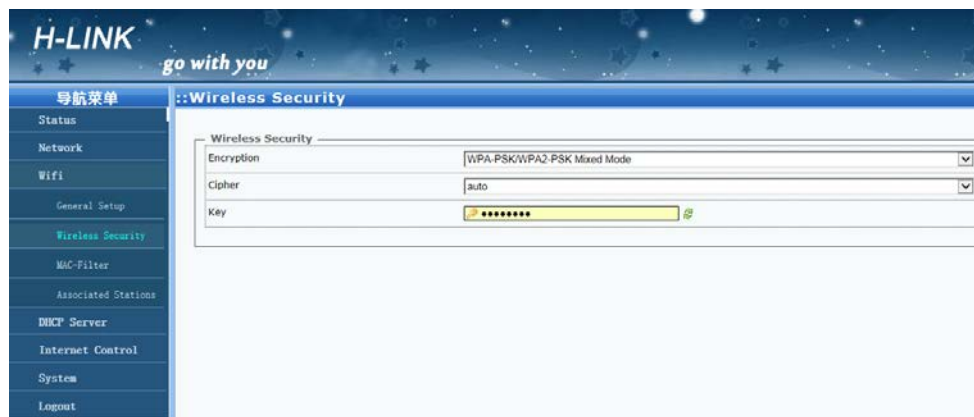 H-LINK
go with you
导航菜单
::Wireless Security
Status
Network
Wifi
General Setup
Wireless Security
MAC-Filter
Associated Stations
DHCP Server
Internet Control
System
Logout
Wireless Security
Encryption
WPA-PSK/WPA2-PSK Mixed Mode
Cipher
auto
Key
••••••••